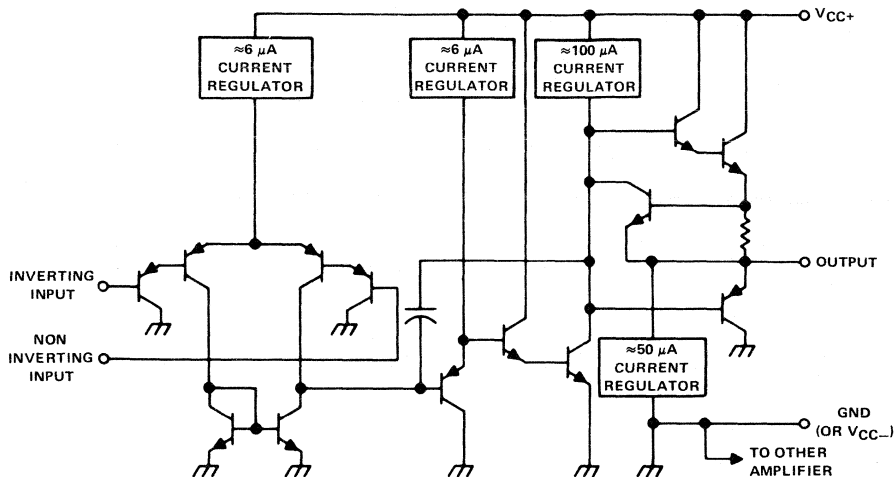 VCC+
≈6 μA
CURRENT
REGULATOR
≈6 μA
CURRENT
REGULATOR
≈100 μA
CURRENT
REGULATOR
INVERTING
INPUT
OUTPUT
NON
INVERTING
INPUT
≈50 μA
CURRENT
REGULATOR
GND
(OR VCC–)
TO OTHER
AMPLIFIER